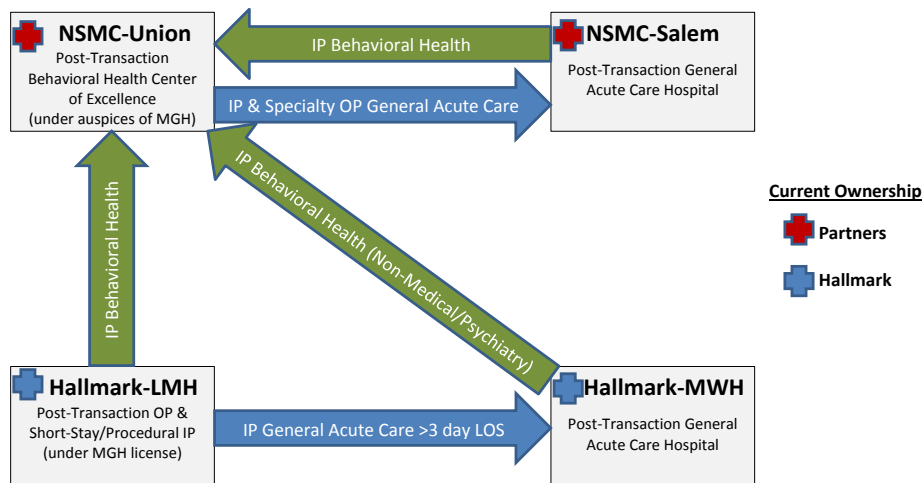 NSMC-Union
Post-Transaction
Behavioral Health Center
of Excellence
(under auspices of MGH)
IP Behavioral Health
IP & Specialty OP General Acute Care
NSMC-Salem
Post-Transaction General
Acute Care Hospital
IP Behavioral Health
IP Behavioral Health (Non-Medical/Psychiatry)
Current Ownership
Partners
Hallmark
Hallmark-LMH
Post-Transaction OP &
Short-Stay/Procedural IP
(under MGH license)
IP General Acute Care >3 day LOS
Hallmark-MWH
Post-Transaction General
Acute Care Hospital